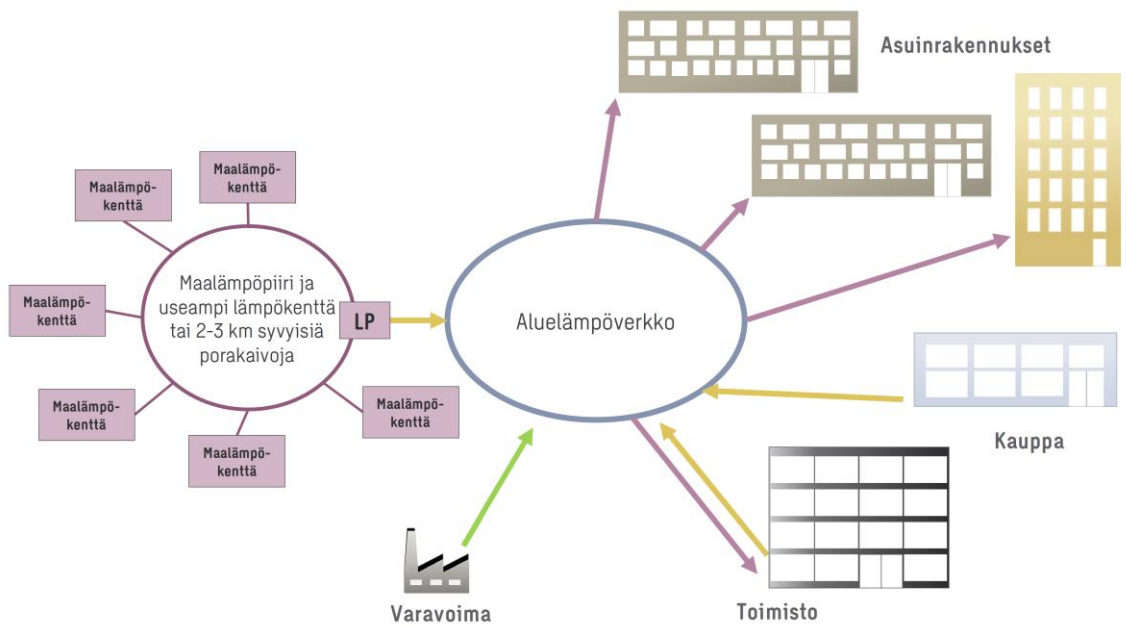 Asuinrakennukset
Maalämpö-
kenttä
Maalämpö-
kenttä
Maalämpö-
kenttä
Maalämpöpiiri ja
useampi lämpökenttä
tai 2-3 km syvyisiä
porakaivoja
LP
Aluelämpöverkko
Maalämpö-
kenttä
Maalämpö-
kenttä
Maalämpö-
kenttä
Kauppa
Varavoima
Toimisto